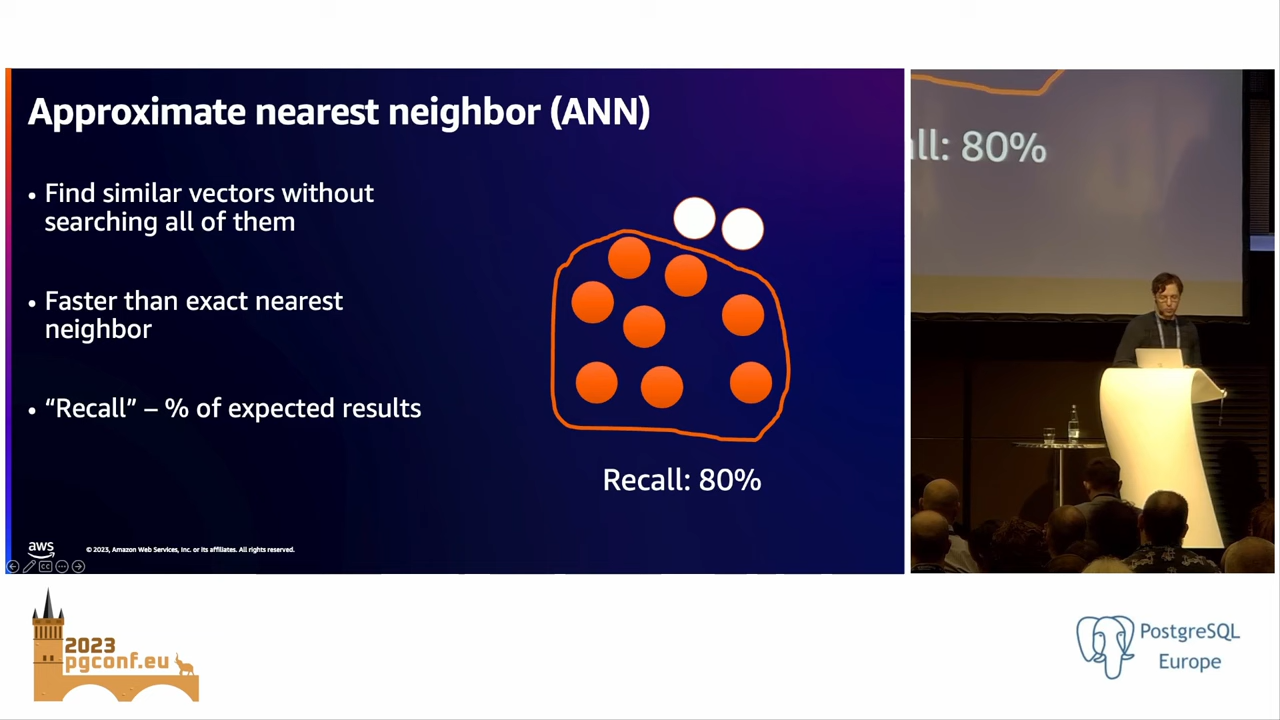 Approximate nearest neighbor (ANN)
• Find similar vectors without
searching all of them
• Faster than exact nearest
neighbor
• “Recall” – % of expected results
Recall: 80%
aws
© 2023, Amazon Web Services, Inc. or its affiliates. All rights reserved.
CC
all: 80%
2023
pgconf.eu
PostgreSQL
Europe